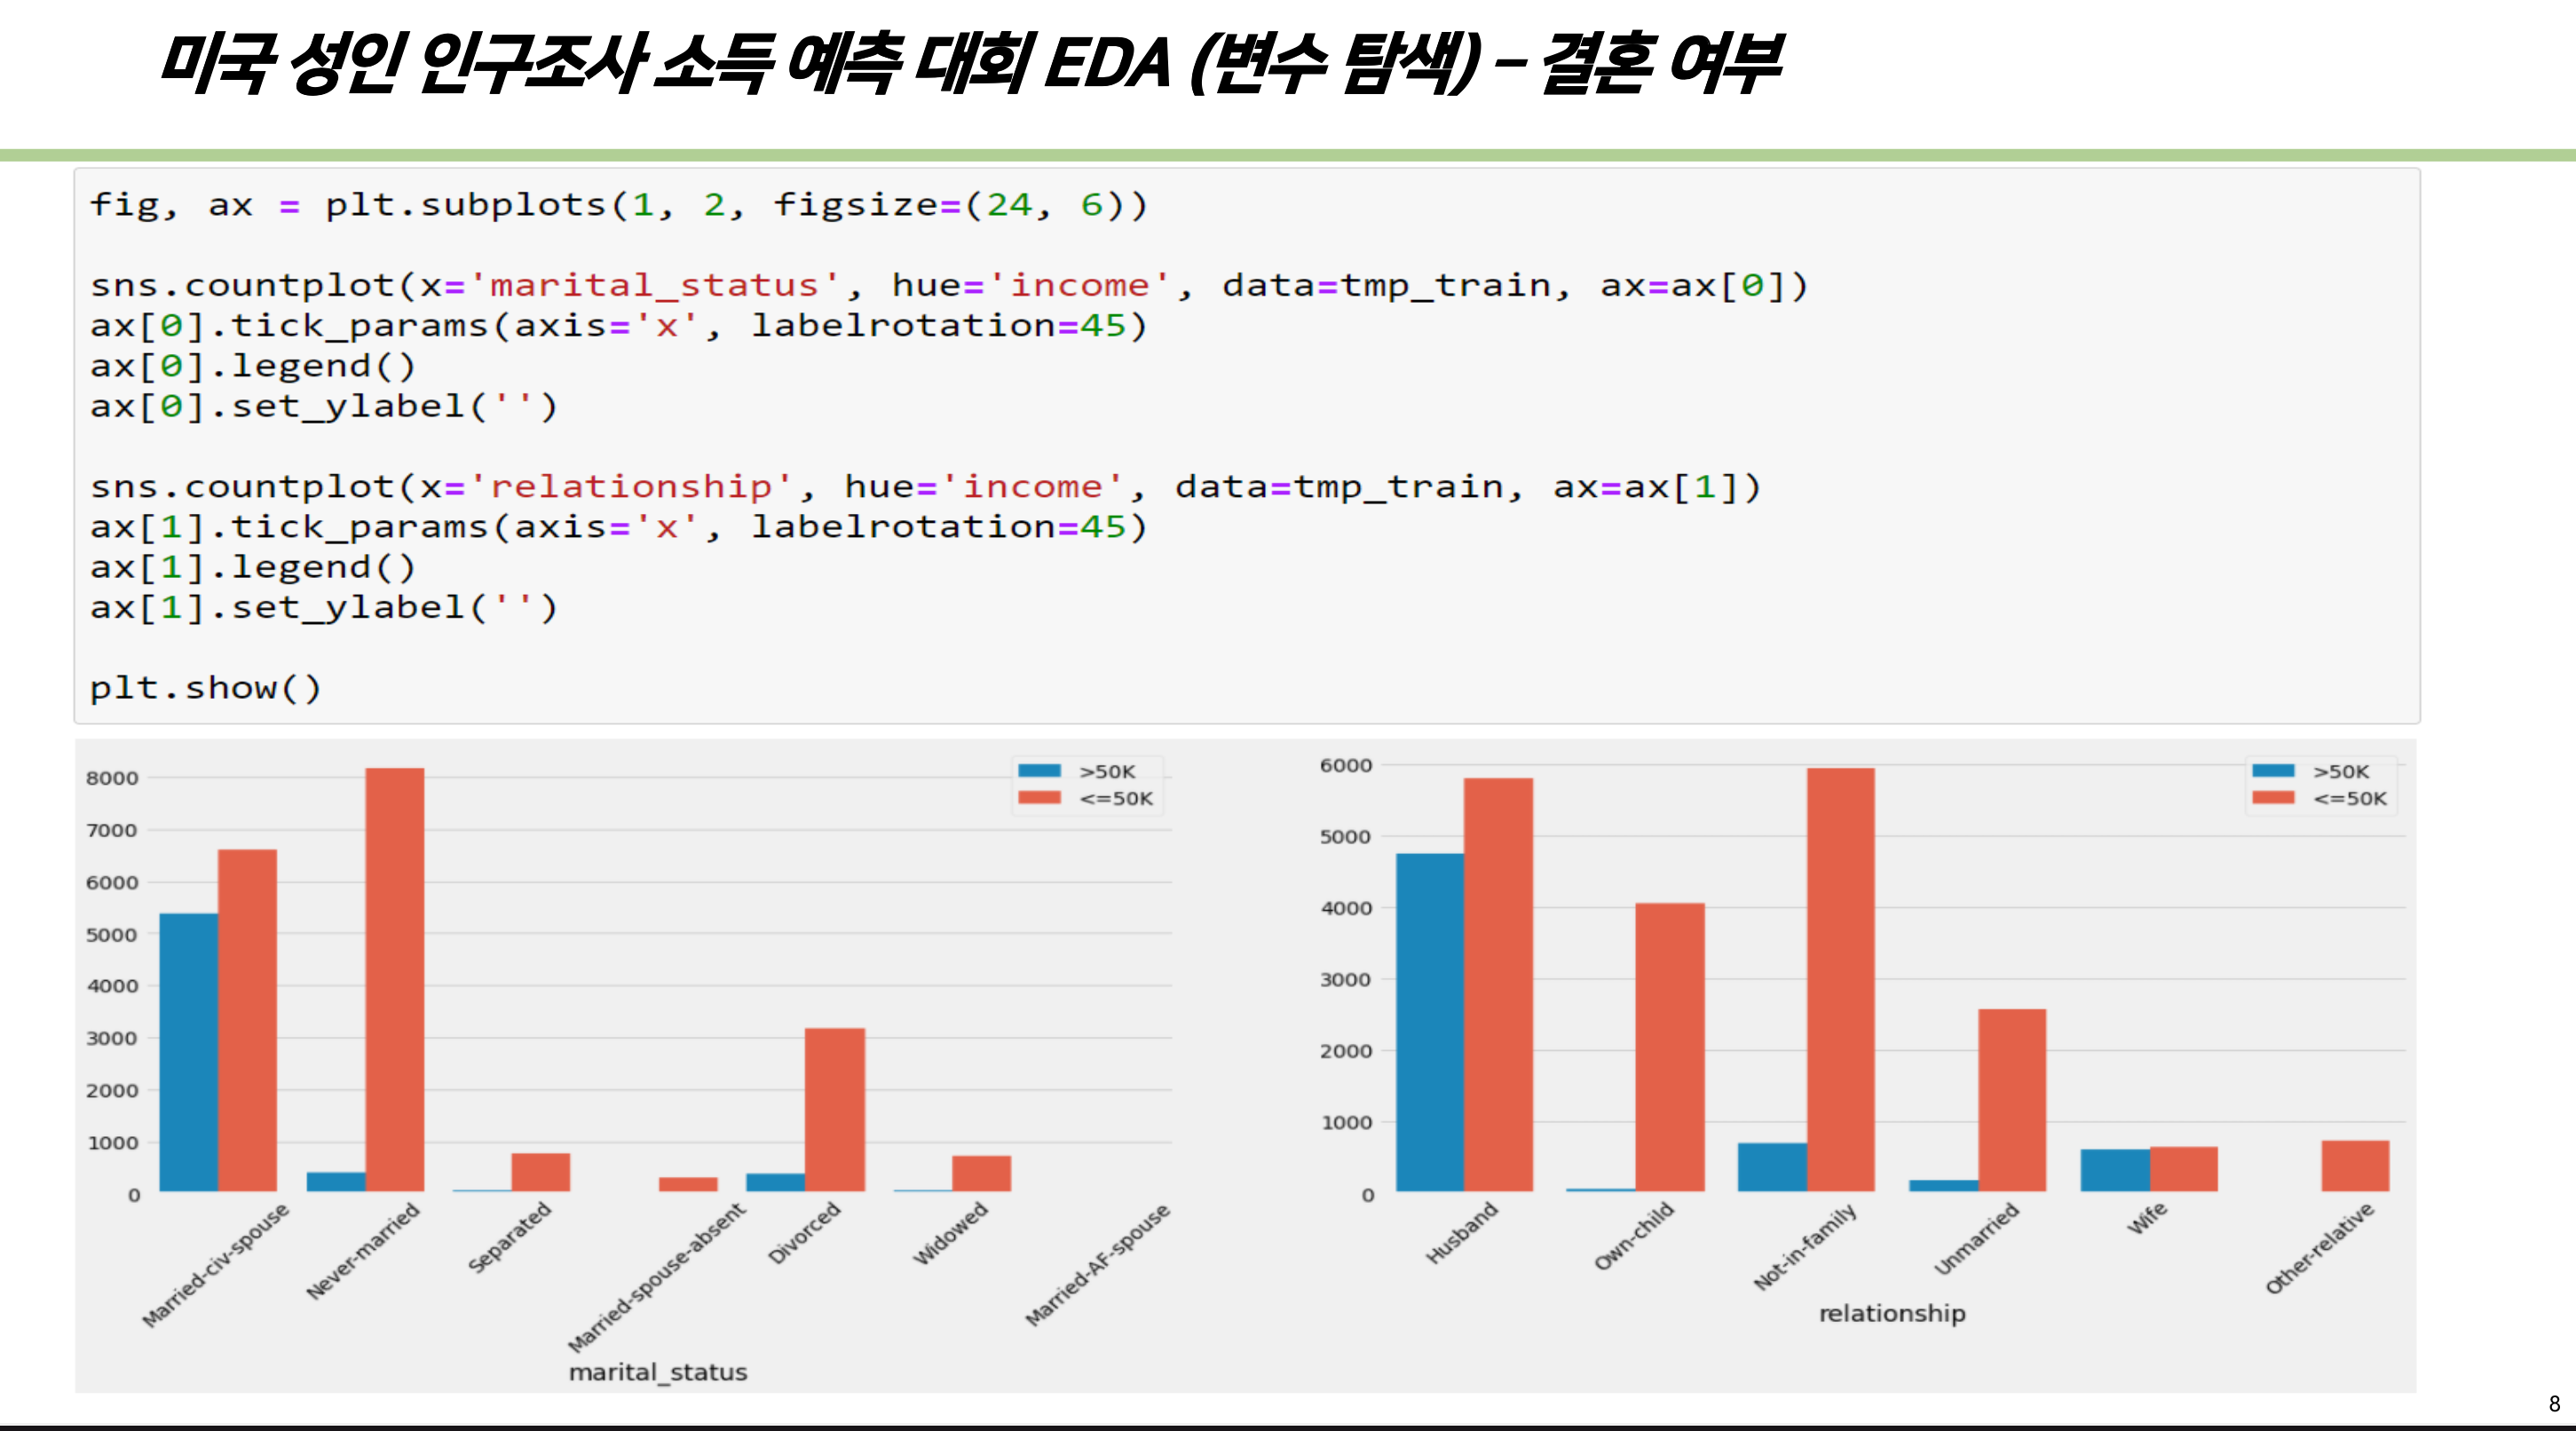 미국 성인 인구조사 소득 예측 대회 EDA (변수 탐색) – 결혼 여부
fig, ax = plt.subplots(1, 2, figsize=(24, 6))
sns.countplot(x='marital_status', hue='income', data=tmp_train, ax=ax[0])
ax[0].tick_params(axis='x', labelrotation=45)
ax[0].legend()
ax[0].set_ylabel('')
sns.countplot(x='relationship', hue='income', data=tmp_train, ax=ax[1])
ax[1].tick_params(axis='x', labelrotation=45)
ax[1].legend()
ax[1].set_ylabel('')
plt.show()
8000
7000
6000
5000
4000
3000
2000
1000
0
>50K
<=50K
Married-civ-spouse
Never-married
Separated
Married-spouse-absent
Divorced
Widowed
Married-AF-spouse
marital_status
6000
5000
4000
3000
2000
1000
0
>50K
<=50K
Husband
Own-child
Not-in-family
Unmarried
Wife
Other-relative
relationship
8